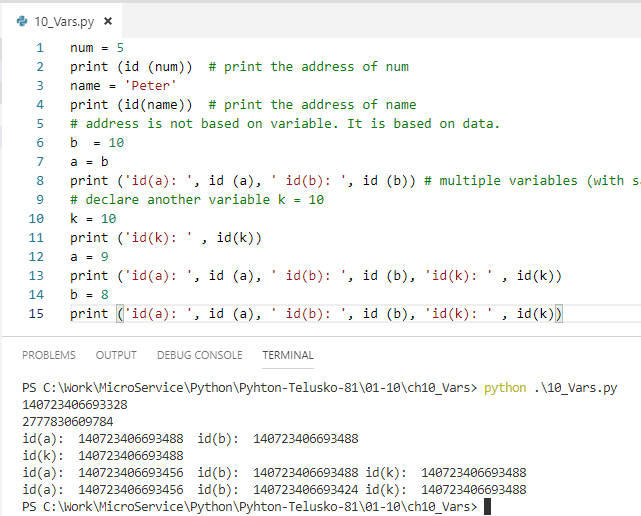 10_Vars.py ×
1 num = 5
2 print (id (num))  # print the address of num
3 name = 'Peter'
4 print (id(name))  # print the address of name
5 # address is not based on variable. It is based on data.
6 b  = 10
7 a = b
8 print ('id(a): ', id (a), ' id(b): ', id (b)) # multiple variables (with sa
9 # declare another variable k = 10
10 k = 10
11 print ('id(k): ' , id(k))
12 a = 9
13 print ('id(a): ', id (a), ' id(b): ', id (b), 'id(k): ' , id(k))
14 b = 8
15 print ('id(a): ', id (a), ' id(b): ', id (b), 'id(k): ' , id(k))
PROBLEMS OUTPUT DEBUG CONSOLE TERMINAL
PS C:\Work\MicroService\Python\Pyhton-Telusko-81\01-10\ch10_Vars> python .\10_Vars.py
140723406693328
2777830609784
id(a):  140723406693488  id(b):  140723406693488
id(k):  140723406693488
id(a):  140723406693456  id(b):  140723406693488 id(k):  140723406693488
id(a):  140723406693456  id(b):  140723406693424 id(k):  140723406693488
PS C:\Work\MicroService\Python\Pyhton-Telusko-81\01-10\ch10_Vars>